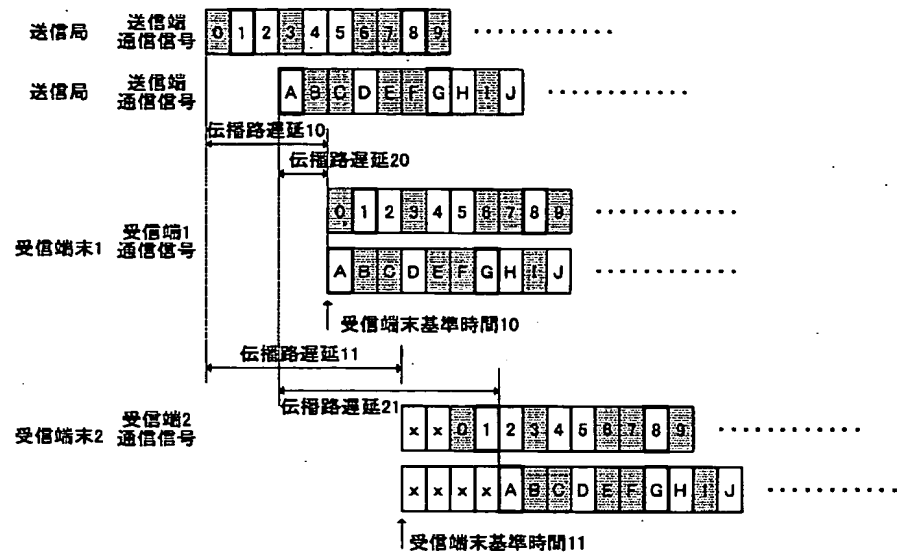 送信局 送信端 通信信号 0 1 2 3 4 5 6 7 8 9 ・・・・・・・・・・・・
送信局 送信端 通信信号 A B C D E F G H I J ・・・・・・・・・・・・
伝播路遅延10
伝播路遅延20
受信端末1 受信端1 通信信号 0 1 2 3 4 5 6 7 8 9 ・・・・・・・・・・・・
A B C D E F G H I J ・・・・・・・・・・・・
受信端末基準時間10
伝播路遅延11
伝播路遅延21
受信端末2 受信端2 通信信号 x x 0 1 2 3 4 5 6 7 8 9 ・・・・・・・・・・・・
x x x x A B C D E F G H I J ・・・・・・・・・・・・
受信端末基準時間11